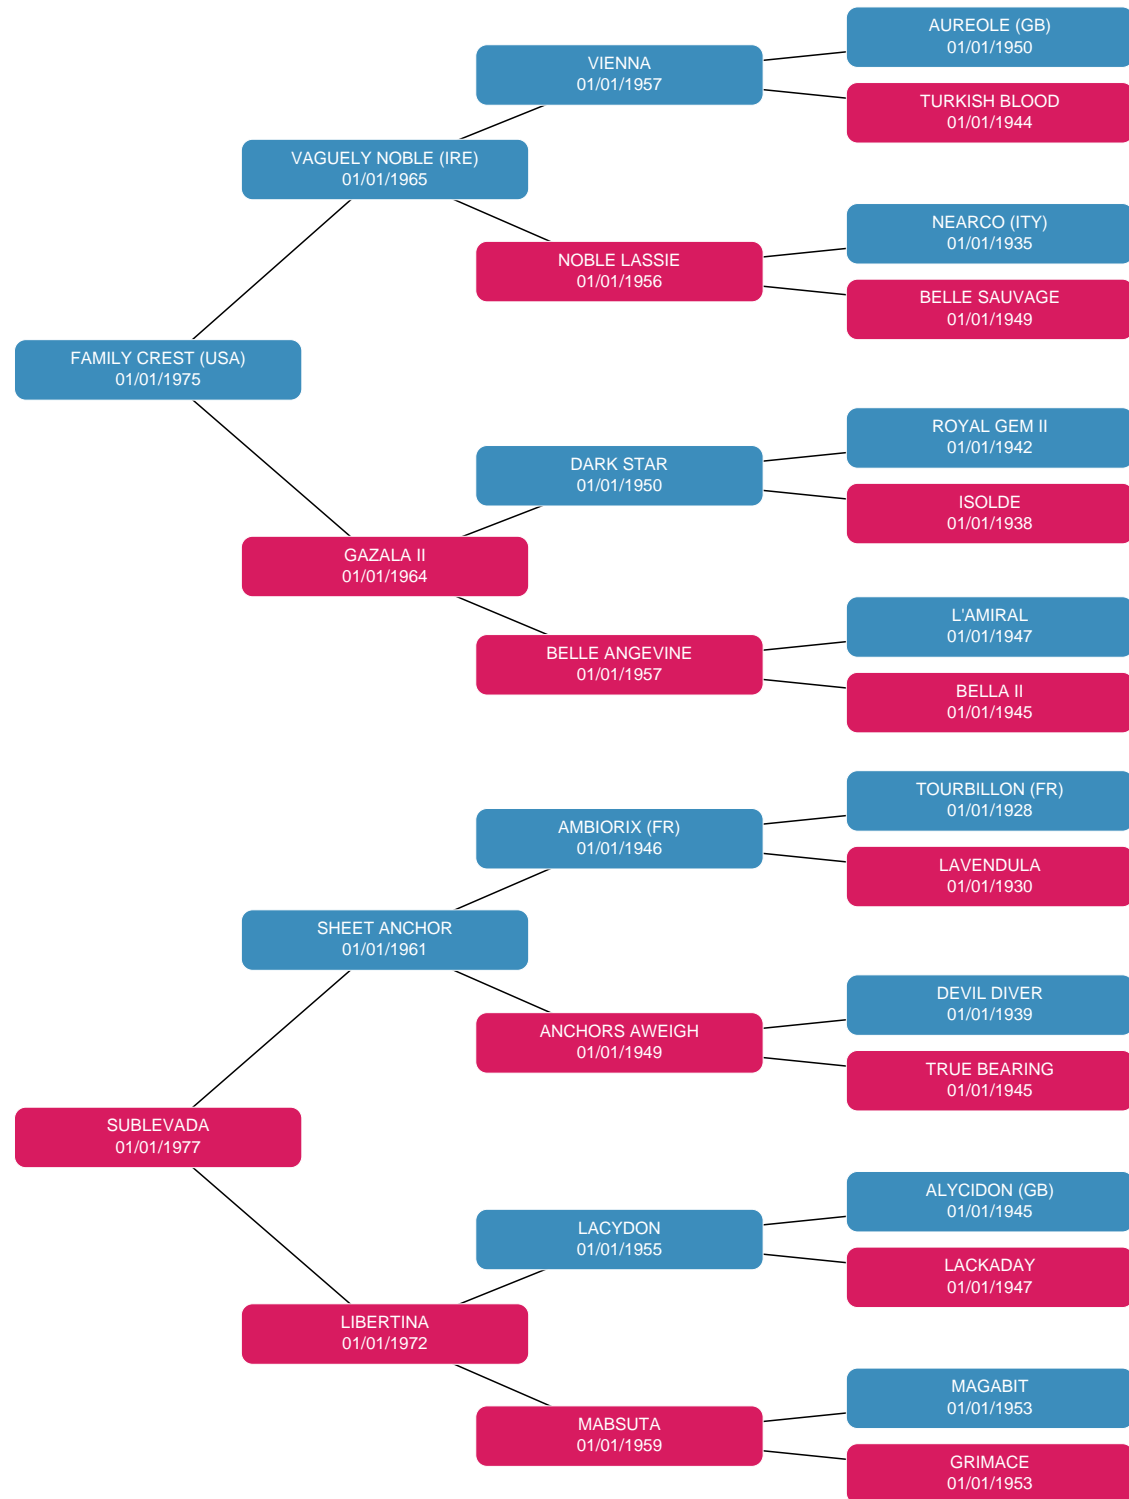 AUREOLE (GB)
01/01/1950
VIENNA
01/01/1957
TURKISH BLOOD
01/01/1944
VAGUELY NOBLE (IRE)
01/01/1965
NEARCO (ITY)
01/01/1935
NOBLE LASSIE
01/01/1956
BELLE SAUVAGE
01/01/1949
FAMILY CREST (USA)
01/01/1975
ROYAL GEM II
01/01/1942
DARK STAR
01/01/1950
ISOLDE
01/01/1938
GAZALA II
01/01/1964
L'AMIRAL
01/01/1947
BELLE ANGEVINE
01/01/1957
BELLA II
01/01/1945
TOURBILLON (FR)
01/01/1928
AMBIORIX (FR)
01/01/1946
LAVENDULA
01/01/1930
SHEET ANCHOR
01/01/1961
DEVIL DIVER
01/01/1939
ANCHORS AWEIGH
01/01/1949
TRUE BEARING
01/01/1945
SUBLEVADA
01/01/1977
ALYCIDON (GB)
01/01/1945
LACYDON
01/01/1955
LACKADAY
01/01/1947
LIBERTINA
01/01/1972
MAGABIT
01/01/1953
MABSUTA
01/01/1959
GRIMACE
01/01/1953